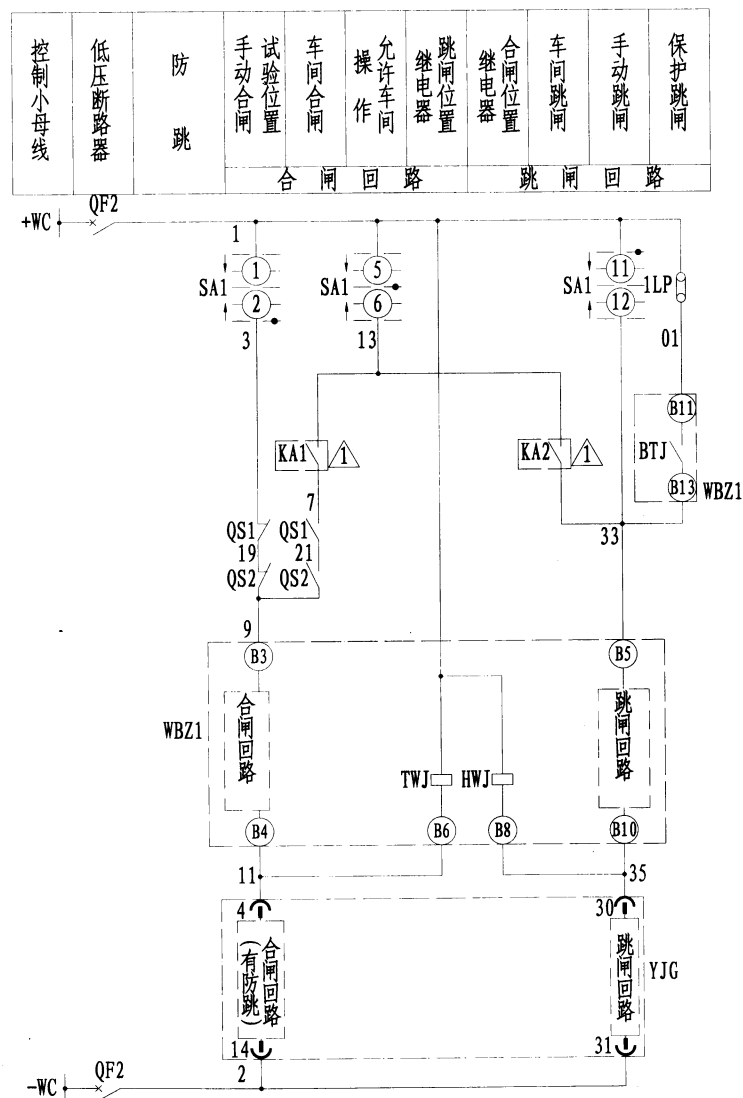 控制小母线
低压断路器
防跳
试验位置
手动合闸
车间合闸
允许车间
操作
跳闸位置
继电器
合闸位置
继电器
车间跳闸
手动跳闸
保护跳闸
合闸回路
跳闸回路
QF2
+WC
1
1
5
11
SA1
SA1
SA1
1LP
2
6
12
3
13
01
B11
KA1
1
KA2
1
BTJ
B13
WBZ1
7
QS1
QS1
33
19
21
QS2
QS2
9
B3
B5
WBZ1
合闸回路
跳闸回路
TWJ
HWJ
B4
B6
B8
B10
11
35
4
30
合闸回路
(有防跳)
跳闸回路
YJG
14
31
2
QF2
-WC